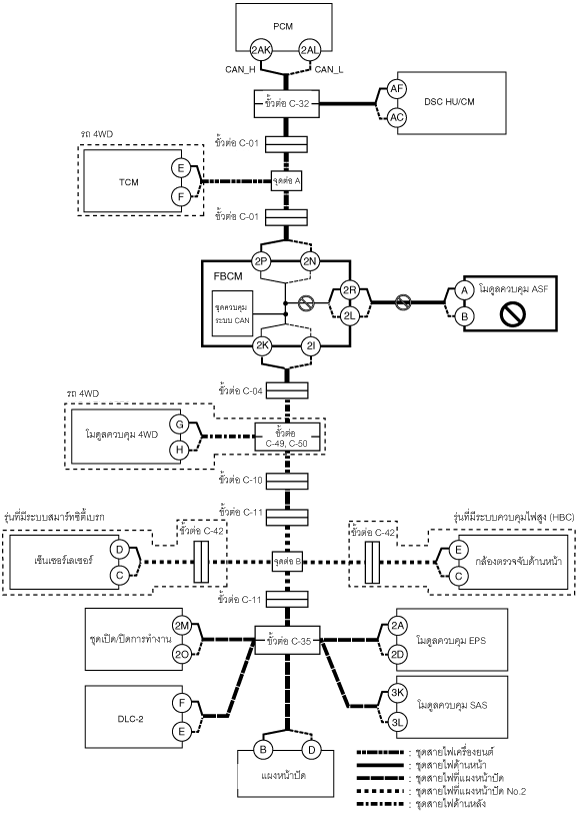 PCM
2AK
2AL
CAN_H
CAN_L
ขั้วต่อ C-32
AF
AC
DSC HU/CM
ขั้วต่อ C-01
รถ 4WD
TCM
E
F
จุดต่อ A
ขั้วต่อ C-01
2P
2N
FBCM
ชุดควบคุม
ระบบ CAN
2R
2L
A
B
โมดูลควบคุม ASF
2K
2I
ขั้วต่อ C-04
รถ 4WD
โมดูลควบคุม 4WD
G
H
ขั้วต่อ
C-49, C-50
ขั้วต่อ C-10
ขั้วต่อ C-11
รุ่นที่มีระบบสมาร์ทซิตี้เบรก
ขั้วต่อ C-42
เซ็นเซอร์เลเซอร์
D
C
จุดต่อ B
รุ่นที่มีระบบควบคุมไฟสูง (HBC)
ขั้วต่อ C-42
E
C
กล้องตรวจจับด้านหน้า
ขั้วต่อ C-11
ชุดเปิด/ปิดการทำงาน
2M
2O
ขั้วต่อ C-35
2A
2D
โมดูลควบคุม EPS
DLC-2
F
E
3K
3L
โมดูลควบคุม SAS
B
D
แผงหน้าปัด
: ชุดสายไฟเครื่องยนต์
: ชุดสายไฟด้านหน้า
: ชุดสายไฟที่แผงหน้าปัด
: ชุดสายไฟที่แผงหน้าปัด No.2
: ชุดสายไฟด้านหลัง